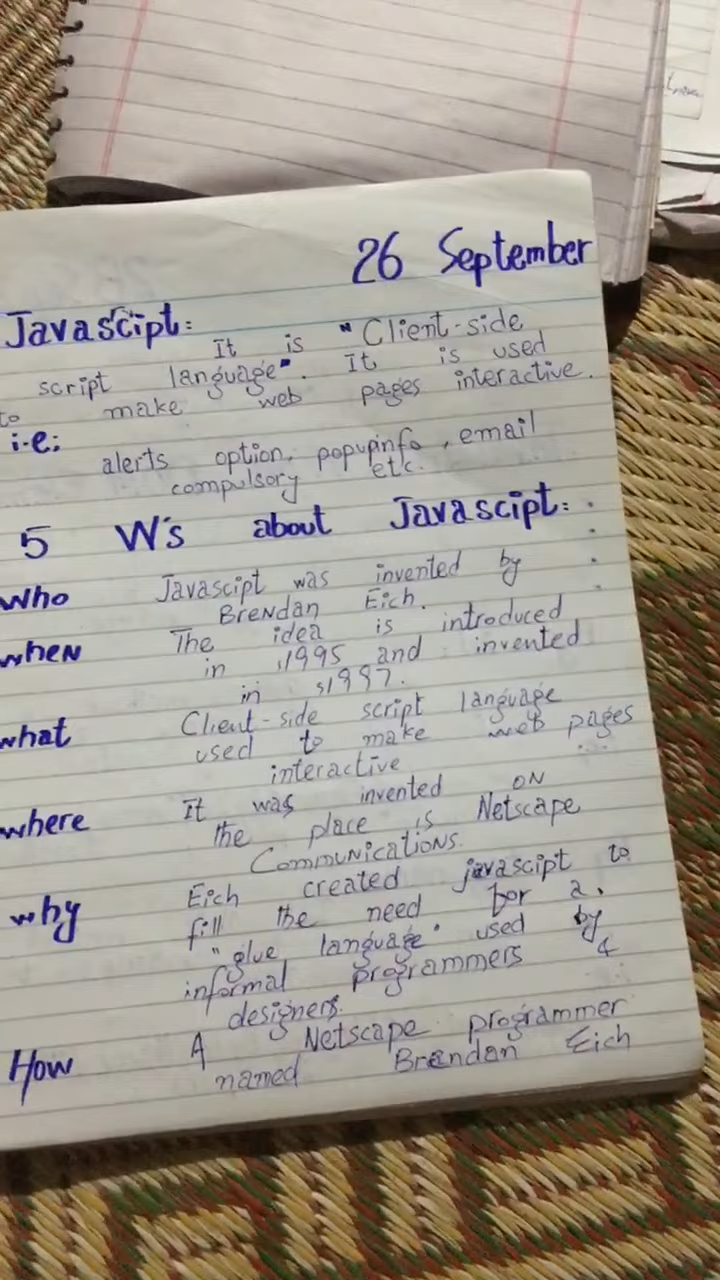 26 September
Javascipt:
It is "Client-side
script language". It is used
to make web pages interactive.
i.e:
alerts option, popupinfo, email
compulsory etc.
5 W's about Javascipt:
Who Javascipt was invented by
Brendan Eich.
when The idea is introduced
in 1995 and invented
in 1997.
what Client-side script language
used to make web pages
interactive
where It was invented ON
the place is Netscape
Communications.
why Eich created javascipt to
fill the need for a
"glue language" used by
informal programmers &
designers.
How A Netscape programmer
named Brendan Eich